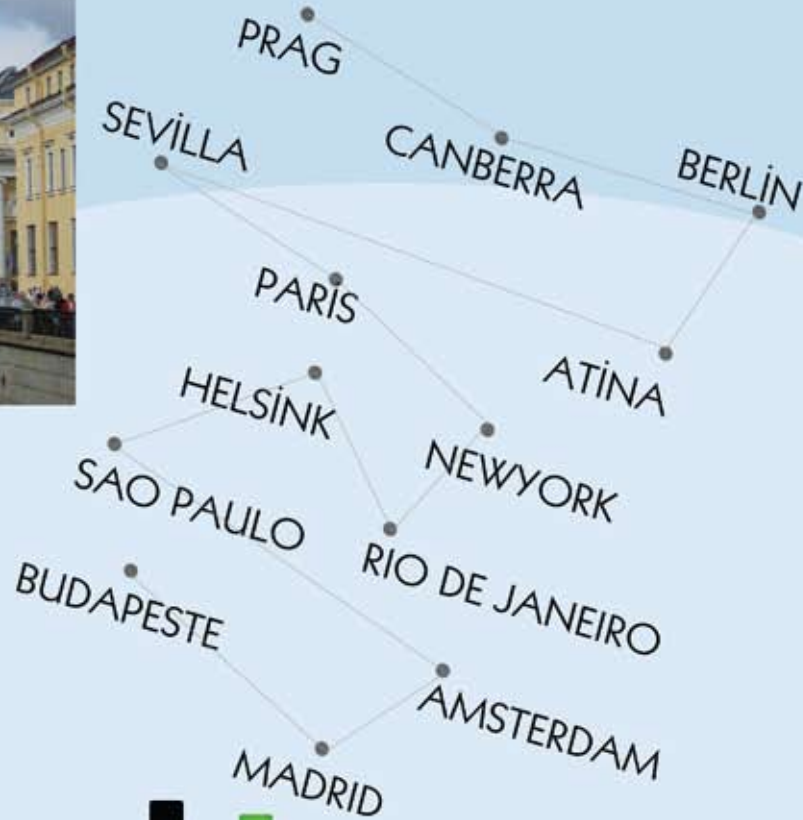 PRAG
SEVİLLA
CANBERRA
BERLİN
PARİS
ATİNA
HELSİNK
NEWYORK
SAO PAULO
RIO DE JANEIRO
BUDAPESTE
AMSTERDAM
MADRID